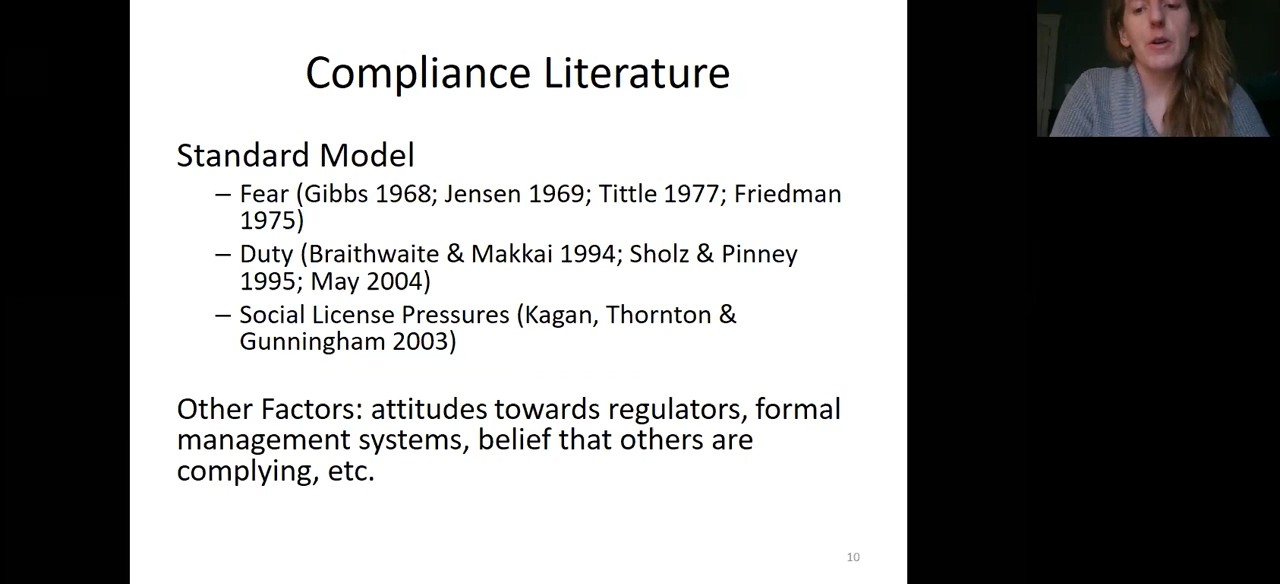 Compliance Literature
Standard Model
– Fear (Gibbs 1968; Jensen 1969; Tittle 1977; Friedman
1975)
– Duty (Braithwaite & Makkai 1994; Sholz & Pinney
1995; May 2004)
– Social License Pressures (Kagan, Thornton &
Gunningham 2003)
Other Factors: attitudes towards regulators, formal
management systems, belief that others are
complying, etc.
10